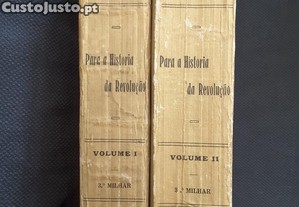 CustoJusto.pt
Para a Historia
da Revolução
VOLUME I
3.º MILHAR
Para a Historia
da Revolução
VOLUME II
3.º MILHAR